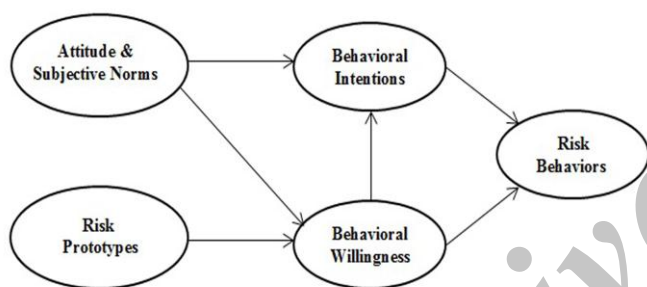 Attitude &
Subjective Norms
Behavioral
Intentions
Risk
Behaviors
Risk
Prototypes
Behavioral
Willingness